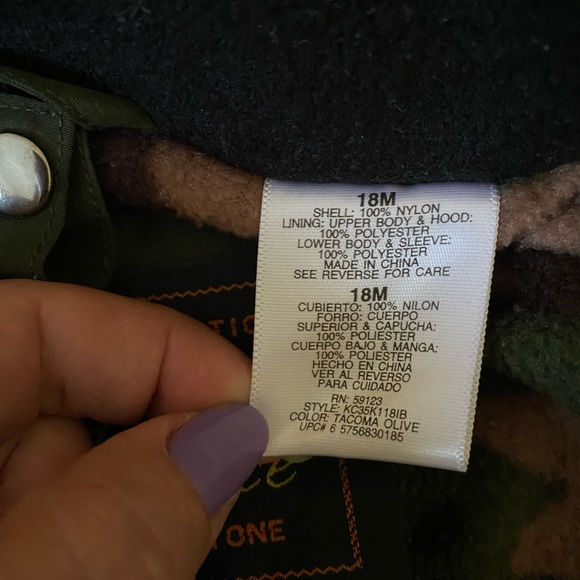 18M
SHELL: 100% NYLON
LINING: UPPER BODY & HOOD:
100% POLYESTER
LOWER BODY & SLEEVE:
100% POLYESTER
MADE IN CHINA
SEE REVERSE FOR CARE
18M
CUBIERTO: 100% NILON
FORRO: CUERPO
SUPERIOR & CAPUCHA:
100% POLIESTER
CUERPO BAJO & MANGA:
100% POLIESTER
HECHO EN CHINA
VER AL REVERSO
PARA CUIDADO
RN: 59123
STYLE: KC35K118IB
COLOR: TACOMA OLIVE
UPC# 6 5756830185